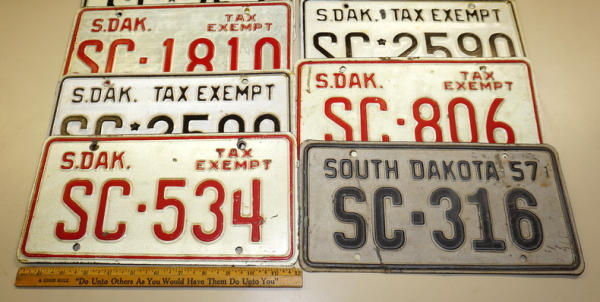 S.DAK. TAX EXEMPT
SC·1810
S.DAK. TAX EXEMPT
SC★2590
S.DAK. TAX EXEMPT
S.DAK. TAX EXEMPT
SC·806
S.DAK. TAX EXEMPT
SC·534
SOUTH DAKOTA 57
SC·316
A GOOD RULE "Do Unto Others As You Would Have Them Do Unto You"